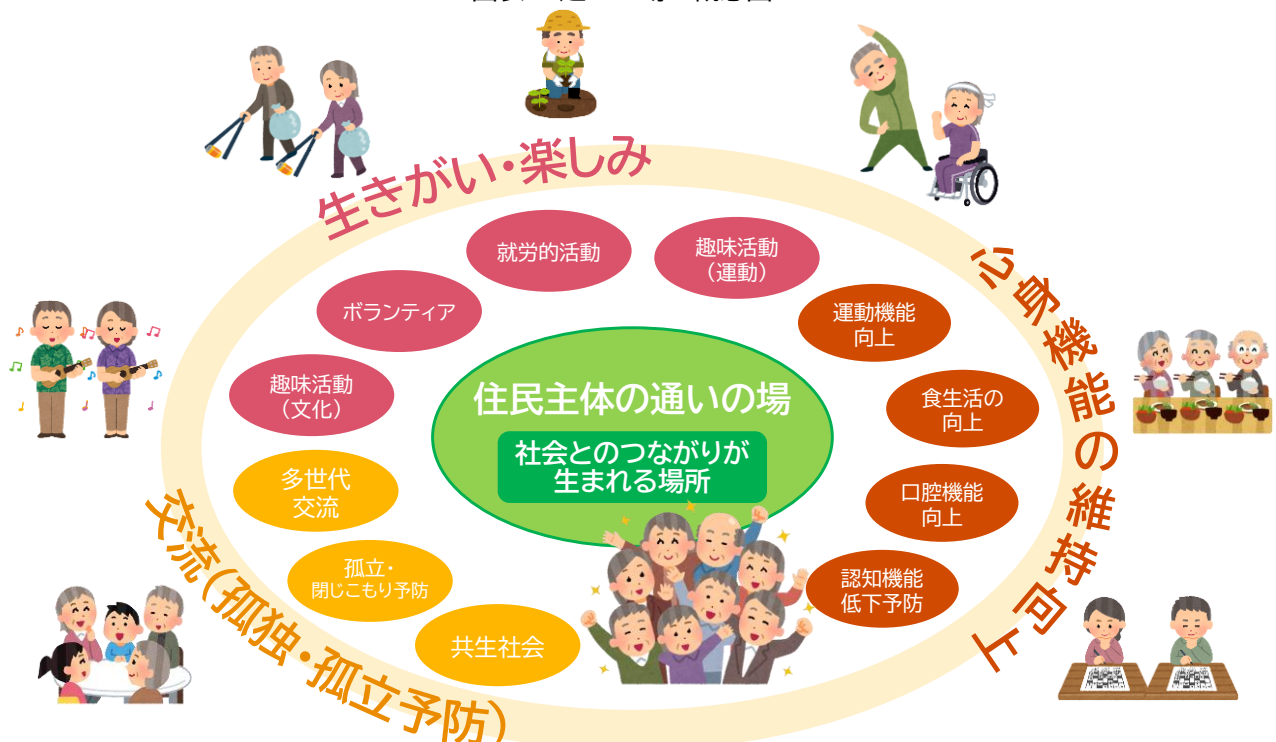 生きがい・楽しみ
就労的活動
趣味活動
（運動）
ボランティア
運動機能
向上
心身機能の維持向上
趣味活動
（文化）
住民主体の通いの場
社会とのつながりが
生まれる場所
食生活の
向上
多世代
交流
口腔機能
向上
孤立・
閉じこもり予防
認知機能
低下予防
共生社会
交流（孤独・孤立予防）